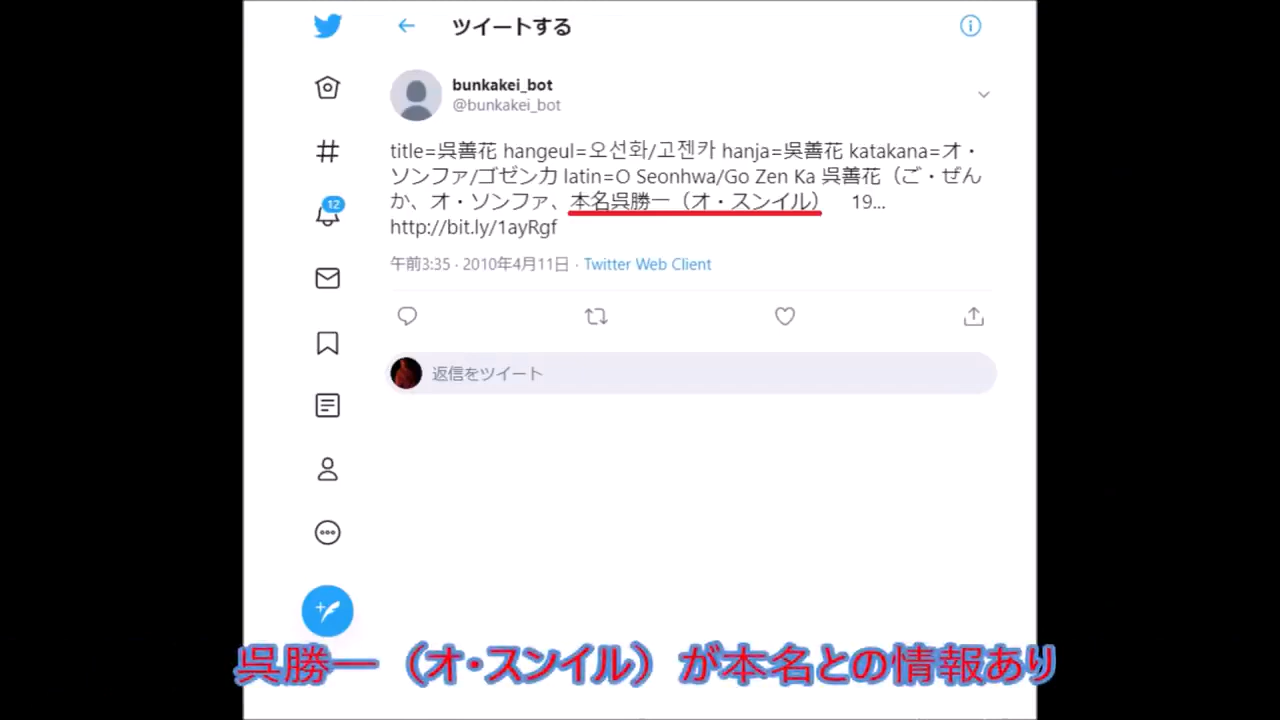 ツイートする
bunkakei_bot
@bunkakei_bot
title=呉善花 hangeul=오선화/고젠카 hanja=吳善花 katakana=オ・
ソンファ/ゴゼンカ latin=O Seonhwa/Go Zen Ka 呉善花（ご・ぜん
か、オ・ソンファ、本名呉勝一（オ・スンイル）　19...
http://bit.ly/1ayRgf
午前3:35 · 2010年4月11日 · Twitter Web Client
12
返信をツイート
呉勝一（オ・スンイル）が本名との情報あり